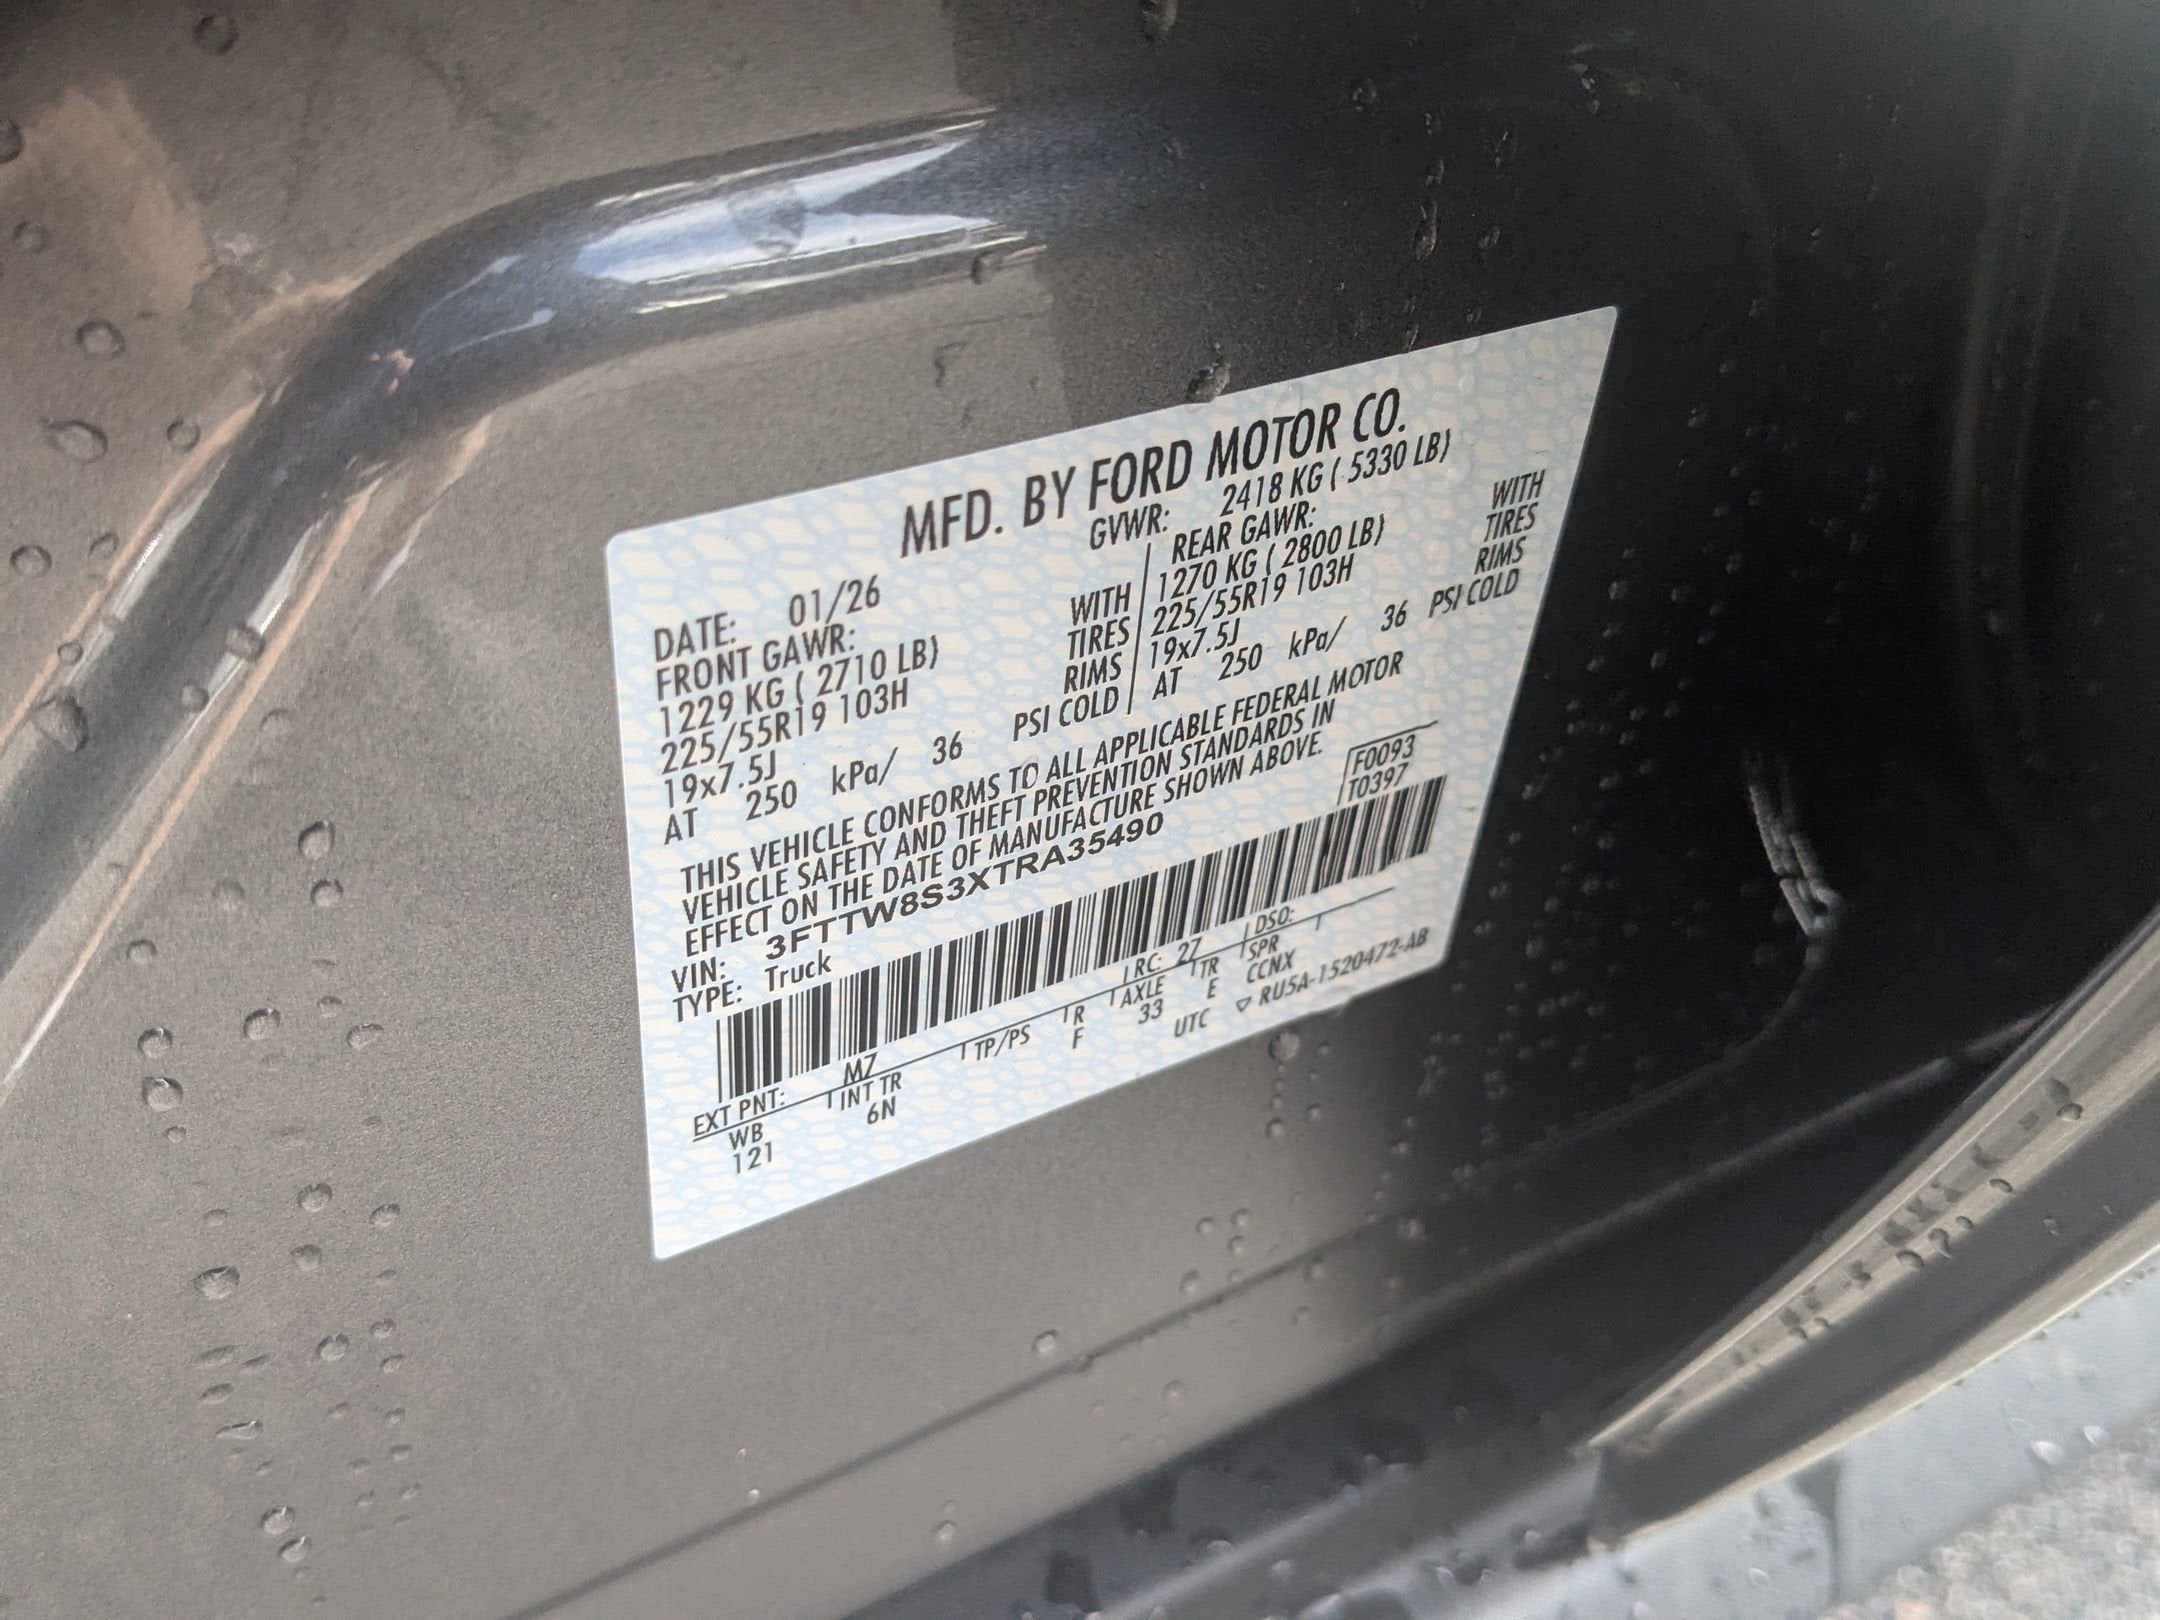 MFD. BY FORD MOTOR CO.
DATE: 01/26 GVWR: 2418 KG ( 5330 LB)
FRONT GAWR: REAR GAWR:
1229 KG ( 2710 LB) WITH 1270 KG ( 2800 LB) WITH
225/55R19 103H TIRES 225/55R19 103H TIRES
19x7.5J RIMS 19x7.5J RIMS
AT 250 kPa/ 36 PSI COLD AT 250 kPa/ 36 PSI COLD
THIS VEHICLE CONFORMS TO ALL APPLICABLE FEDERAL MOTOR
VEHICLE SAFETY AND THEFT PREVENTION STANDARDS IN
EFFECT ON THE DATE OF MANUFACTURE SHOWN ABOVE.
VIN: 3FTTW8S3XTRA35490 F0093
TYPE: Truck T0397
EXT PNT: M7 RC: 27 DSO:
WB INT TR TP/PS R AXLE TR SPR
121 6N F 33 E CCNX
UTC ▽ RU5A-1520472-AB